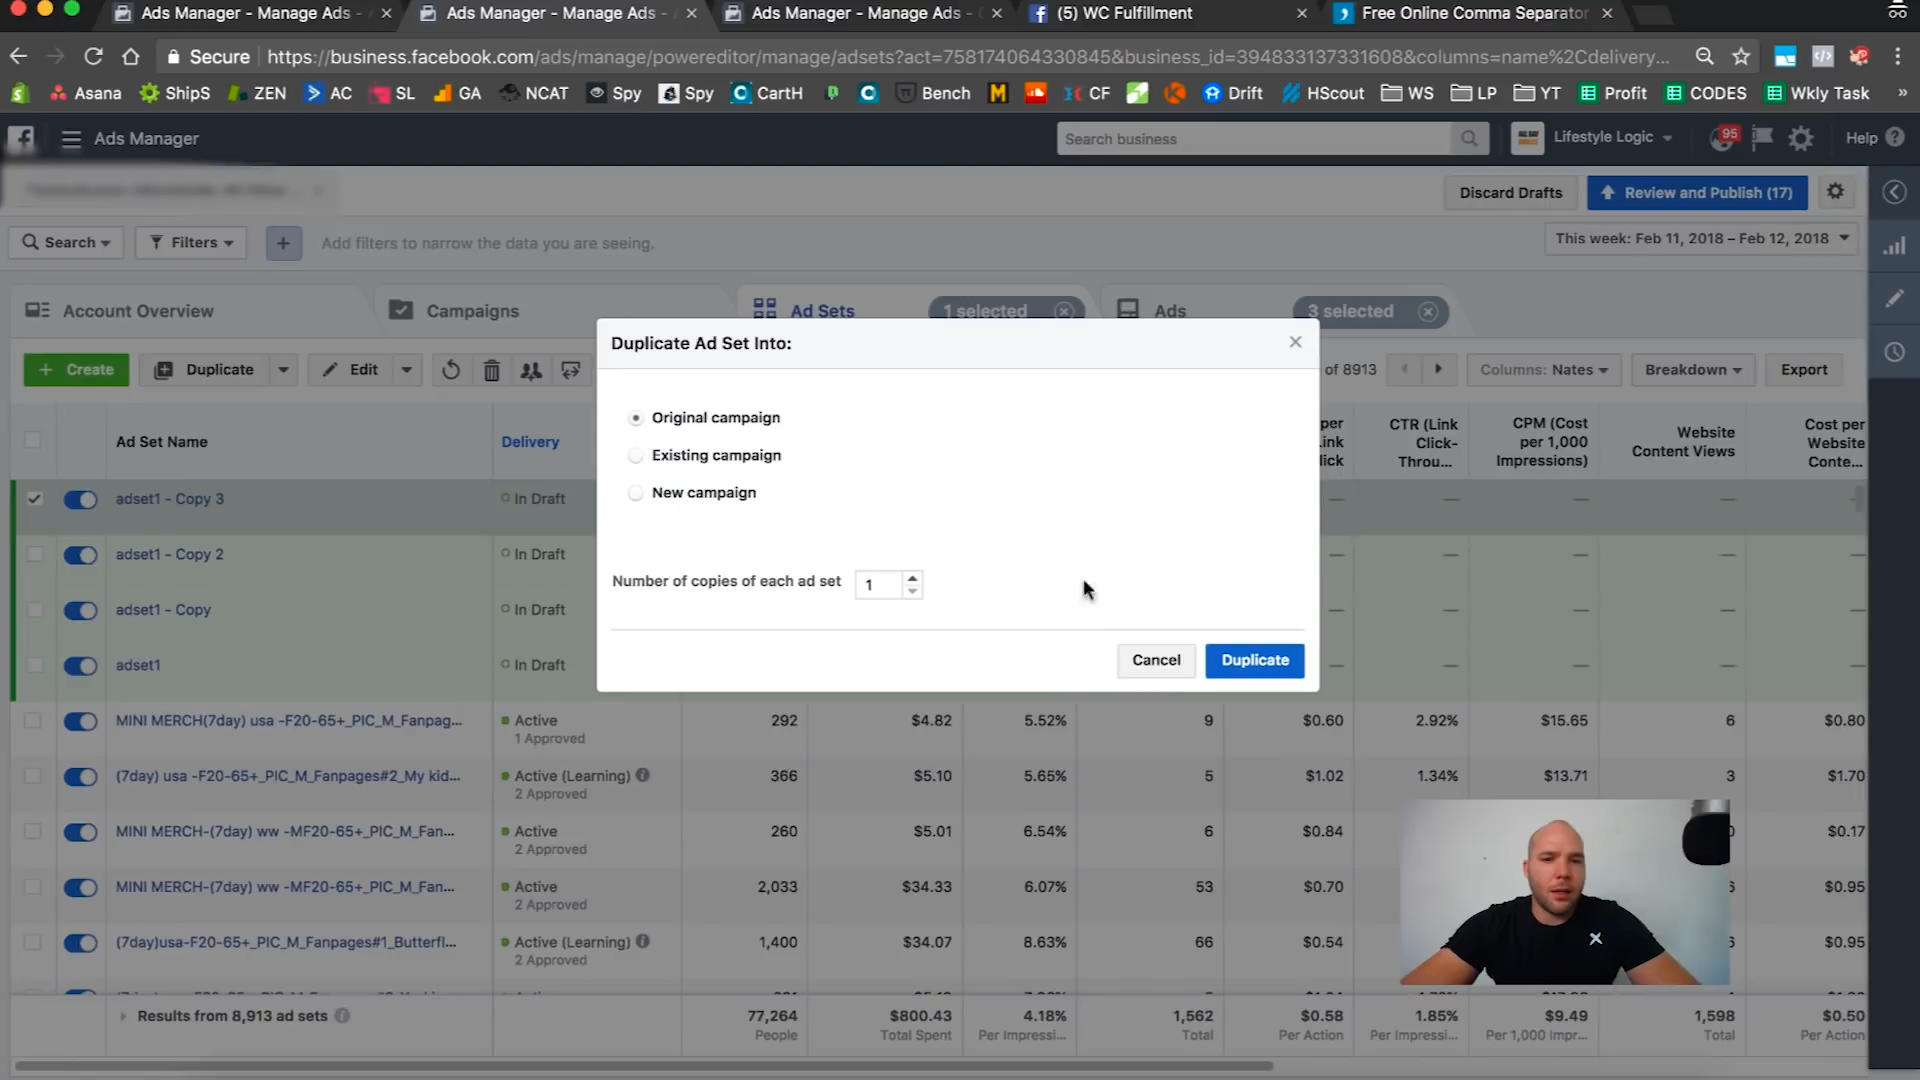 Ads Manager - Manage Ads -
Ads Manager - Manage Ads -
Ads Manager - Manage Ads -
(5) WC Fulfillment
Free Online Comma Separator
Secure
https://business.facebook.com/ads/manage/powereditor/manage/adsets?act=758174064330845&business_id=394833137331608&columns=name%2Cdelivery...
Asana
ShipS
ZEN
AC
SL
GA
NCAT
Spy
Spy
CartH
Bench
CF
Drift
HScout
WS
LP
YT
Profit
CODES
Wkly Task
»
Ads Manager
Search business
Lifestyle Logic
95
Help
Discard Drafts
Review and Publish (17)
Search
Filters
Add filters to narrow the data you are seeing.
This week: Feb 11, 2018 – Feb 12, 2018
Account Overview
Campaigns
Ad Sets
1 selected
Ads
3 selected
Create
Duplicate
Edit
of 8913
Columns: Nates
Breakdown
Export
Duplicate Ad Set Into:
Original campaign
Existing campaign
New campaign
Number of copies of each ad set
1
Cancel
Duplicate
Ad Set Name
Delivery
per
Link
lick
CTR (Link
Click-
Throu...
CPM (Cost
per 1,000
Impressions)
Website
Content Views
Cost per
Website
Conte...
adset1 - Copy 3
In Draft
— — — —
adset1 - Copy 2
In Draft
— — — — —
adset1 - Copy
In Draft
— — — — —
adset1
In Draft
— — — — —
MINI MERCH(7day) usa -F20-65+_PIC_M_Fanpag...
Active
1 Approved
292
$4.82
5.52%
9
$0.60
2.92%
$15.65
6
$0.80
(7day) usa -F20-65+_PIC_M_Fanpages#2_My kid...
Active (Learning)
2 Approved
366
$5.10
5.65%
5
$1.02
1.34%
$13.71
3
$1.70
MINI MERCH-(7day) ww -MF20-65+_PIC_M_Fan...
Active
2 Approved
260
$5.01
6.54%
6
$0.84
$0.17
MINI MERCH-(7day) ww -MF20-65+_PIC_M_Fan...
Active
2 Approved
2,033
$34.33
6.07%
53
$0.70
$0.95
(7day)usa-F20-65+_PIC_M_Fanpages#1_Butterfl...
Active (Learning)
2 Approved
1,400
$34.07
8.63%
66
$0.54
$0.95
Results from 8,913 ad sets
77,264
People
$800.43
Total Spent
4.18%
Per Impressi...
1,562
Total
$0.58
Per Action
1.85%
Per Impressi...
$9.49
Per 1,000 Impr...
1,598
Total
$0.50
Per Action